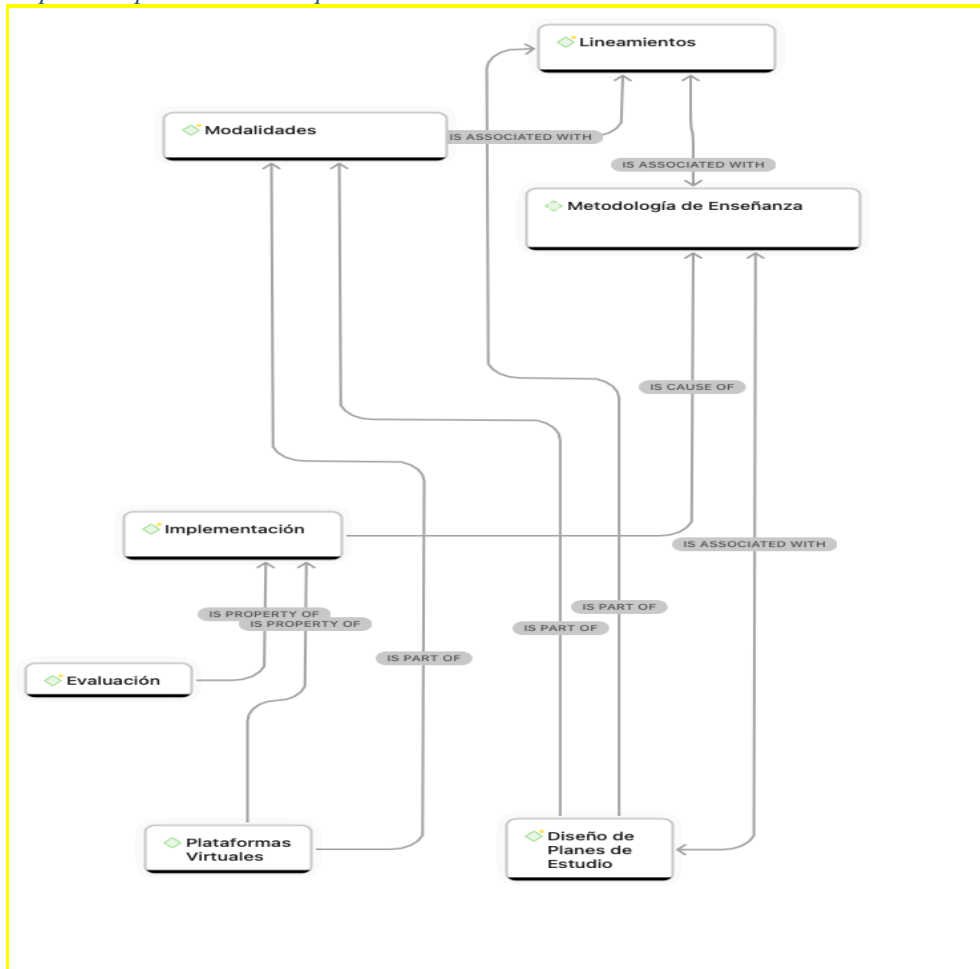 Lineamientos
Modalidades
IS ASSOCIATED WITH
IS ASSOCIATED WITH
Metodología de Enseñanza
IS CAUSE OF
Implementación
IS ASSOCIATED WITH
IS PROPERTY OF
IS PROPERTY OF
IS PART OF
IS PART OF
IS PART OF
Evaluación
Plataformas
Virtuales
Diseño de
Planes de
Estudio